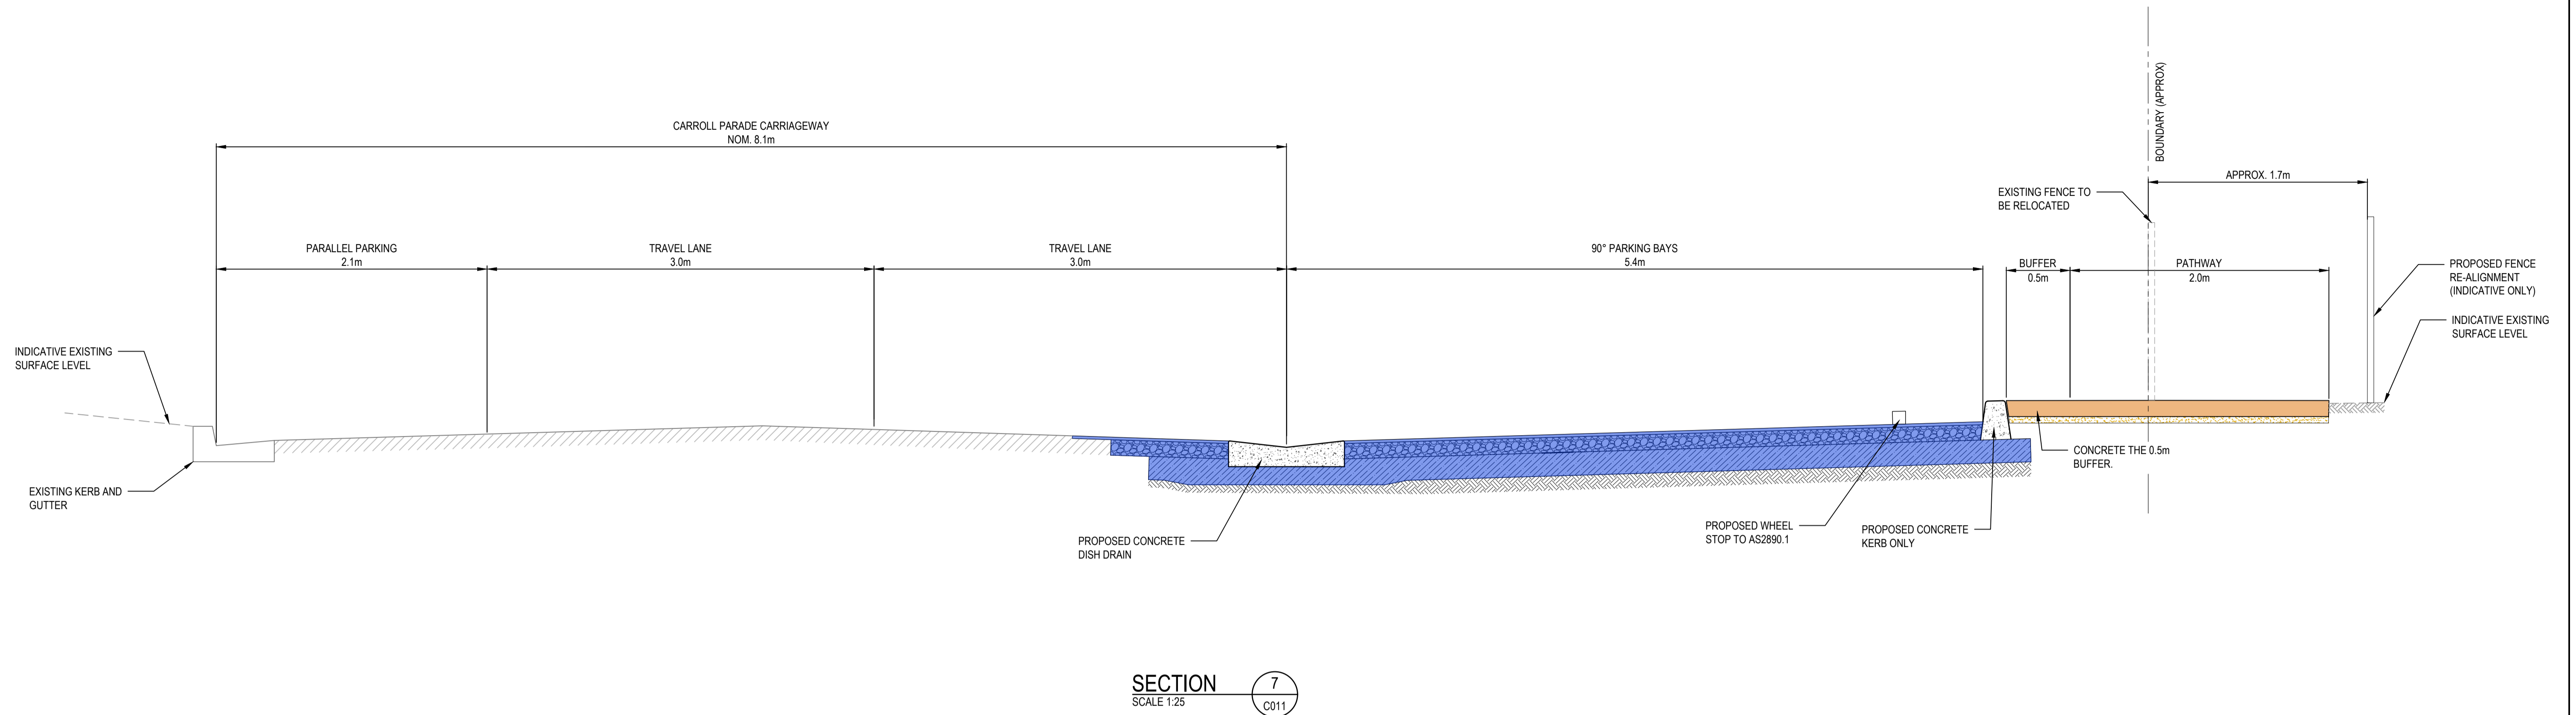 CARROLL PARADE CARRIAGEWAY
NOM. 8.1m
BOUNDARY (APPROX)
APPROX. 1.7m
EXISTING FENCE TO
BE RELOCATED
PARALLEL PARKING
2.1m
TRAVEL LANE
3.0m
TRAVEL LANE
3.0m
90° PARKING BAYS
5.4m
BUFFER
0.5m
PATHWAY
2.0m
PROPOSED FENCE
RE-ALIGNMENT
(INDICATIVE ONLY)
INDICATIVE EXISTING
SURFACE LEVEL
INDICATIVE EXISTING
SURFACE LEVEL
EXISTING KERB AND
GUTTER
PROPOSED CONCRETE
DISH DRAIN
PROPOSED WHEEL
STOP TO AS2890.1
PROPOSED CONCRETE
KERB ONLY
CONCRETE THE 0.5m
BUFFER.
SECTION
SCALE 1:25
7
C011